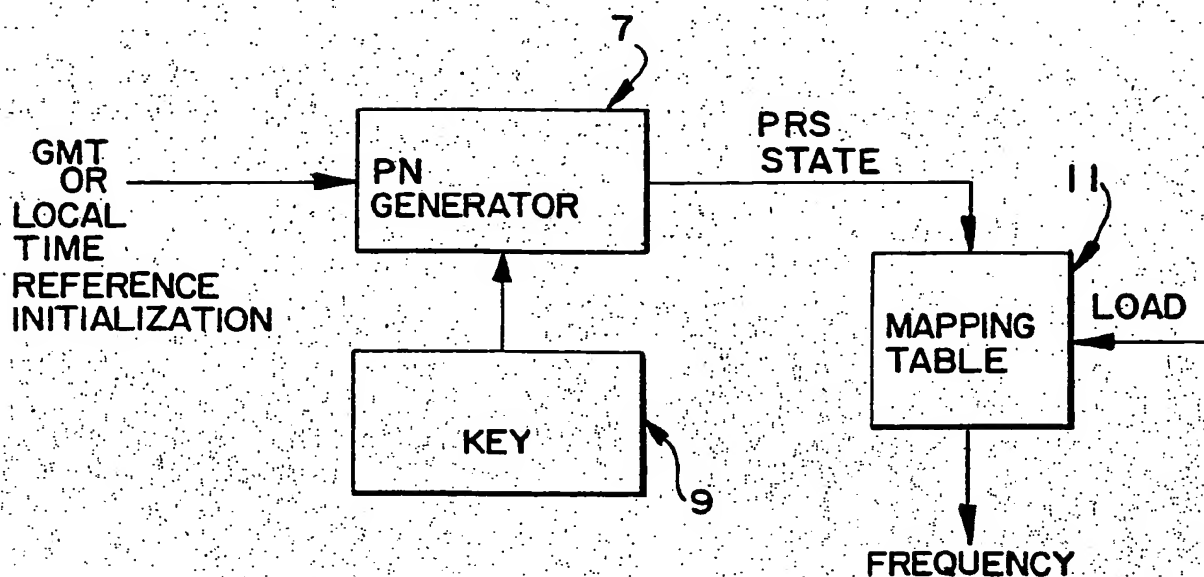 7
GMT
OR
LOCAL
TIME
REFERENCE
INITIALIZATION
PN
GENERATOR
PRS
STATE
11
MAPPING
TABLE
LOAD
KEY
9
FREQUENCY